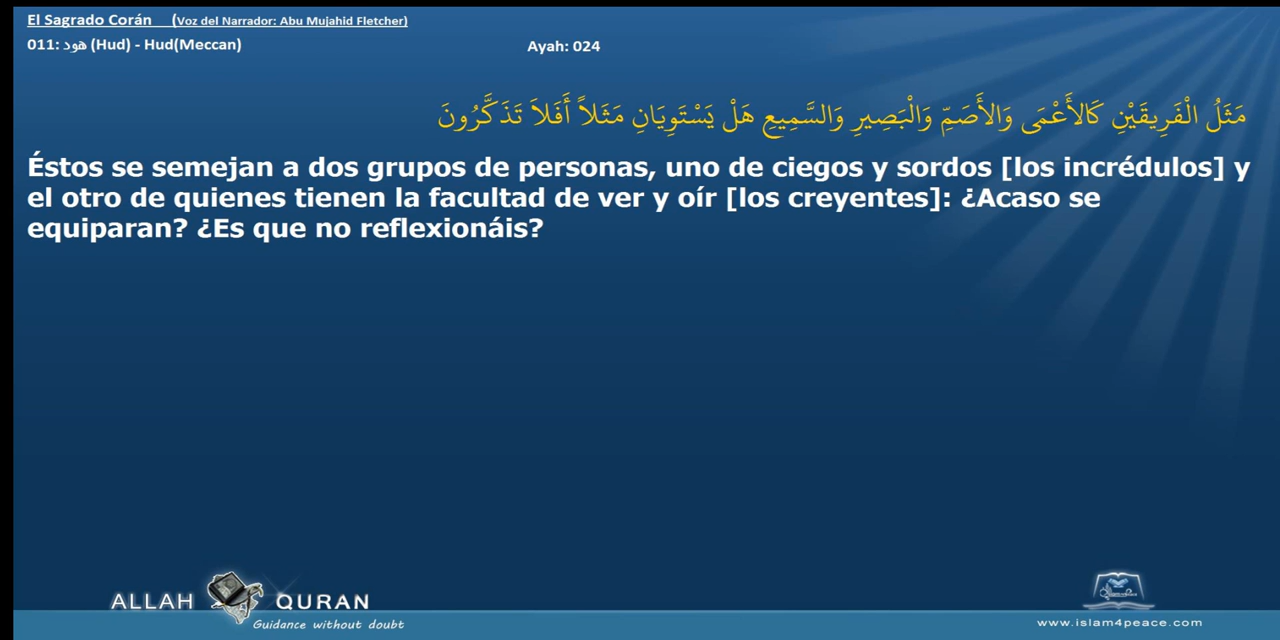 El Sagrado Corán (Voz del Narrador: Abu Mujahid Fletcher)
011: هود (Hud) - Hud(Meccan) Ayah: 024
مَثَلُ الْفَرِيقَيْنِ كَالأَعْمَى وَالأَصَمِّ وَالْبَصِيرِ وَالسَّمِيعِ هَلْ يَسْتَوِيَانِ مَثَلاً أَفَلاَ تَذَكَّرُونَ
Éstos se semejan a dos grupos de personas, uno de ciegos y sordos [los incrédulos] y
el otro de quienes tienen la facultad de ver y oír [los creyentes]: ¿Acaso se
equiparan? ¿Es que no reflexionáis?
ALLAH QURAN
Guidance without doubt
www.islam4peace.com